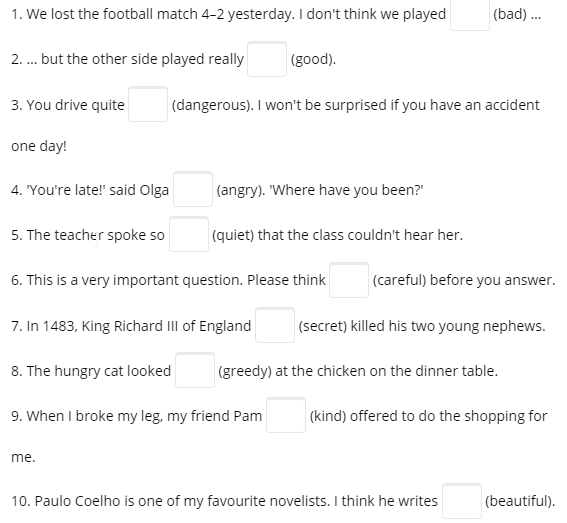 1. We lost the football match 4–2 yesterday. I don't think we played (bad) ...
2. ... but the other side played really (good).
3. You drive quite (dangerous). I won't be surprised if you have an accident
one day!
4. 'You're late!' said Olga (angry). 'Where have you been?'
5. The teacher spoke so (quiet) that the class couldn't hear her.
6. This is a very important question. Please think (careful) before you answer.
7. In 1483, King Richard III of England (secret) killed his two young nephews.
8. The hungry cat looked (greedy) at the chicken on the dinner table.
9. When I broke my leg, my friend Pam (kind) offered to do the shopping for
me.
10. Paulo Coelho is one of my favourite novelists. I think he writes (beautiful).